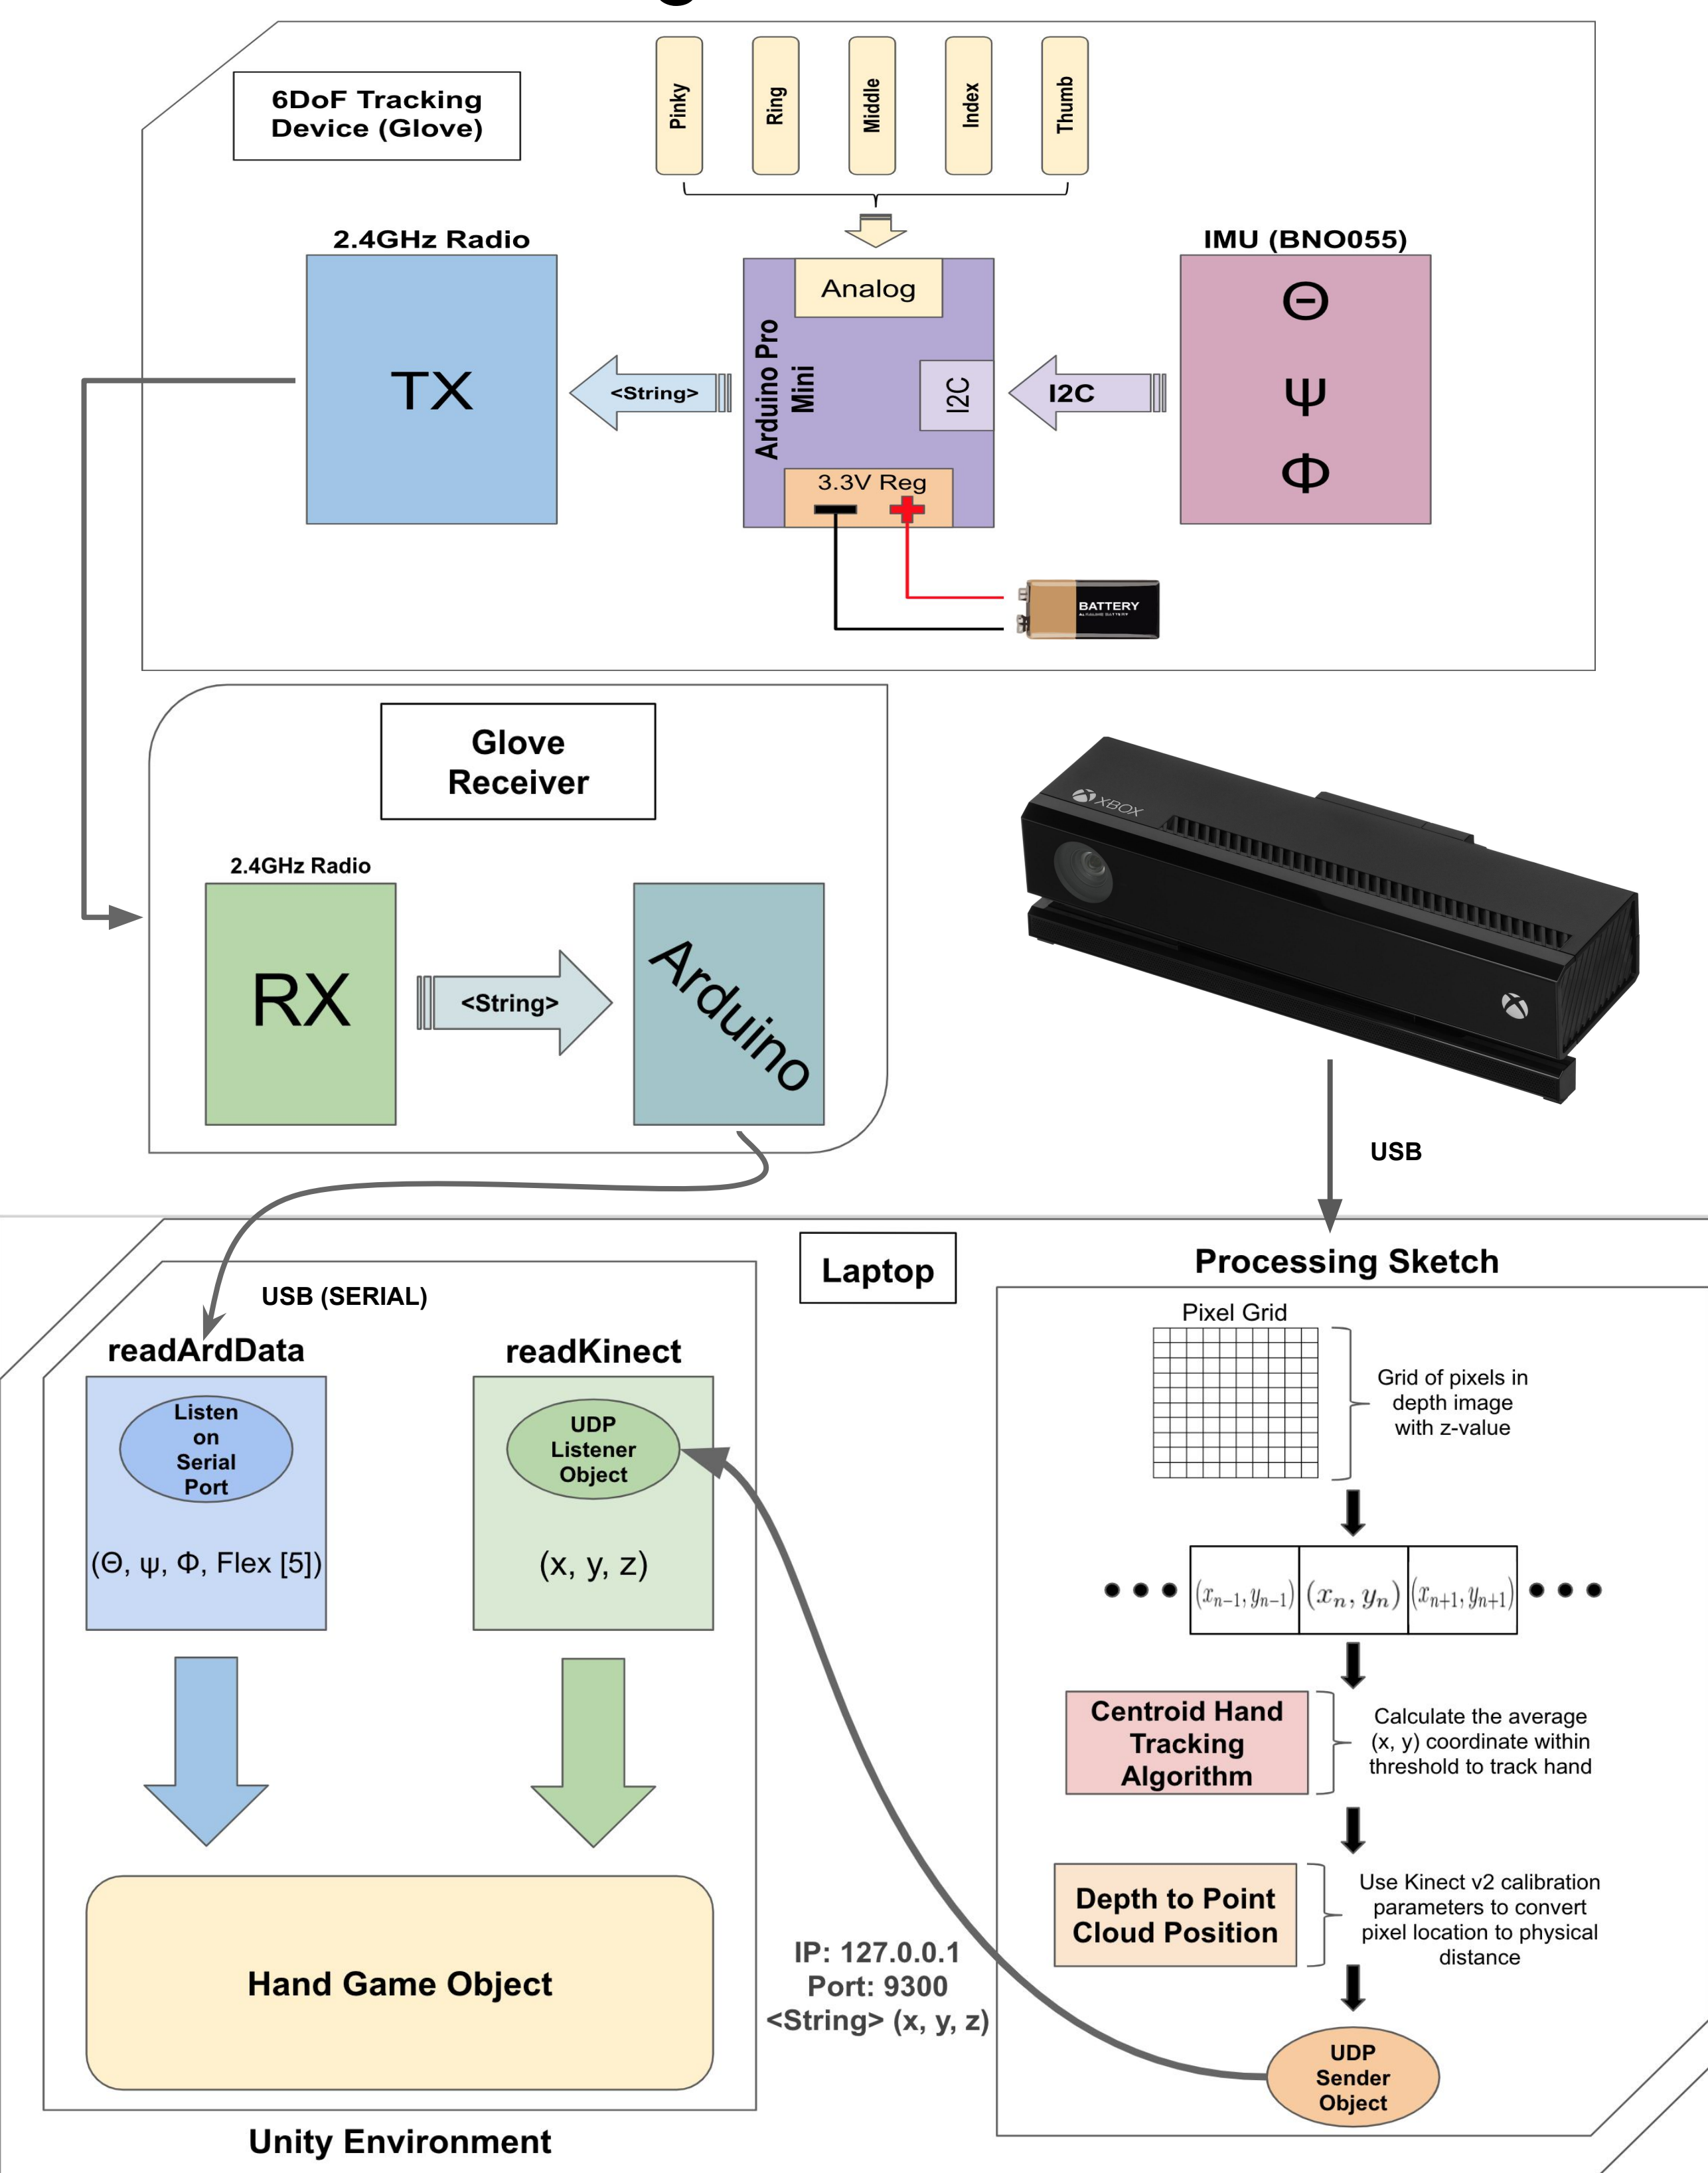 6DoF Tracking
Device (Glove)
Pinky
Ring
Middle
Index
Thumb
2.4GHz Radio
TX
<String>
Arduino Pro
Mini
Analog
I2C
3.3V Reg
I2C
IMU (BNO055)
Θ
Ψ
Φ
BATTERY
Glove
Receiver
2.4GHz Radio
RX
<String>
Arduino
XBOX
USB
Laptop
USB (SERIAL)
readArdData
Listen
on
Serial
Port
(Θ, ψ, Φ, Flex [5])
readKinect
UDP
Listener
Object
(x, y, z)
Hand Game Object
Unity Environment
IP: 127.0.0.1
Port: 9300
<String> (x, y, z)
Processing Sketch
Pixel Grid
Grid of pixels in
depth image
with z-value
(xₙ₋₁, yₙ₋₁) (xₙ, yₙ) (xₙ₊₁, yₙ₊₁)
Centroid Hand
Tracking
Algorithm
Calculate the average
(x, y) coordinate within
threshold to track hand
Depth to Point
Cloud Position
Use Kinect v2 calibration
parameters to convert
pixel location to physical
distance
UDP
Sender
Object